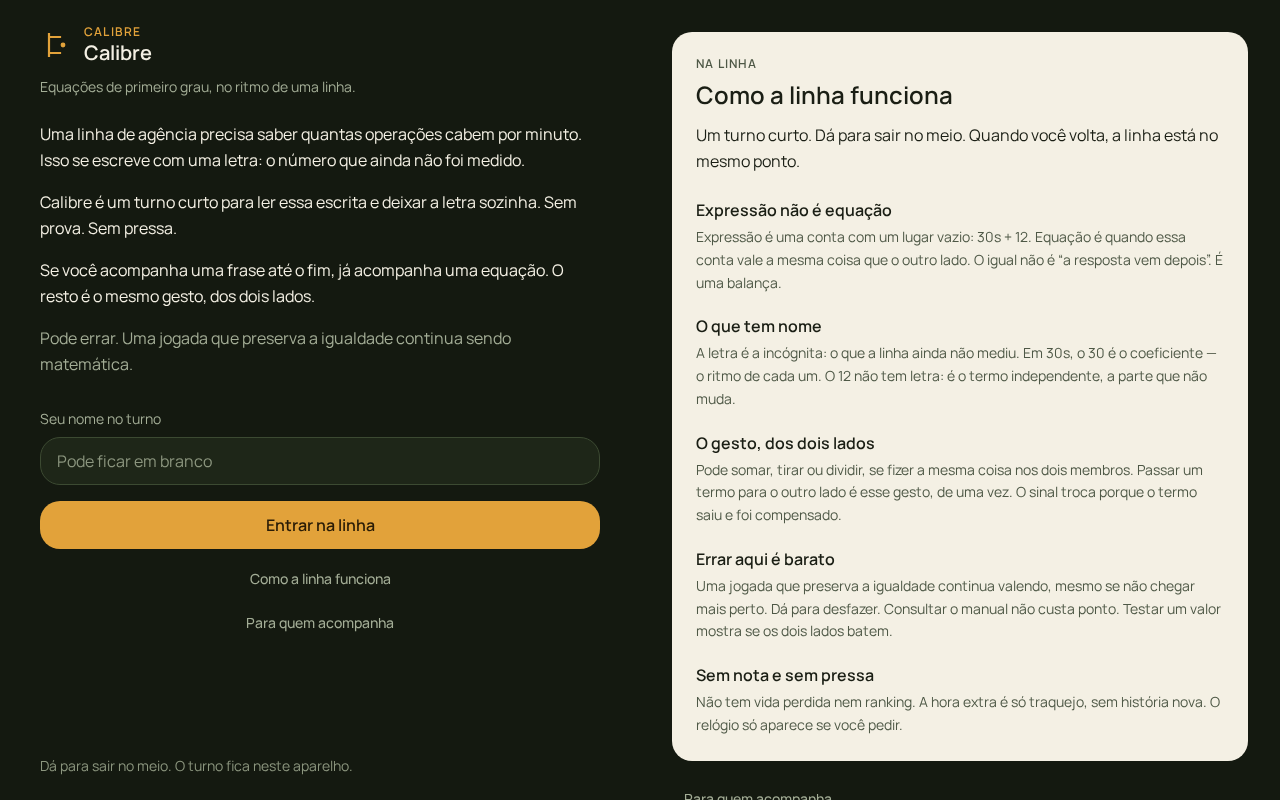 CALIBRE
Calibre
Equações de primeiro grau, no ritmo de uma linha.
Uma linha de agência precisa saber quantas operações cabem por minuto.
Isso se escreve com uma letra: o número que ainda não foi medido.
Calibre é um turno curto para ler essa escrita e deixar a letra sozinha. Sem
prova. Sem pressa.
Se você acompanha uma frase até o fim, já acompanha uma equação. O
resto é o mesmo gesto, dos dois lados.
Pode errar. Uma jogada que preserva a igualdade continua sendo
matemática.
Seu nome no turno
Pode ficar em branco
Entrar na linha
Como a linha funciona
Para quem acompanha
Dá para sair no meio. O turno fica neste aparelho.
NA LINHA
Como a linha funciona
Um turno curto. Dá para sair no meio. Quando você volta, a linha está no
mesmo ponto.
Expressão não é equação
Expressão é uma conta com um lugar vazio: 30s + 12. Equação é quando essa
conta vale a mesma coisa que o outro lado. O igual não é “a resposta vem depois”. É
uma balança.
O que tem nome
A letra é a incógnita: o que a linha ainda não mediu. Em 30s, o 30 é o coeficiente —
o ritmo de cada um. O 12 não tem letra: é o termo independente, a parte que não
muda.
O gesto, dos dois lados
Pode somar, tirar ou dividir, se fizer a mesma coisa nos dois membros. Passar um
termo para o outro lado é esse gesto, de uma vez. O sinal troca porque o termo
saiu e foi compensado.
Errar aqui é barato
Uma jogada que preserva a igualdade continua valendo, mesmo se não chegar
mais perto. Dá para desfazer. Consultar o manual não custa ponto. Testar um valor
mostra se os dois lados batem.
Sem nota e sem pressa
Não tem vida perdida nem ranking. A hora extra é só traquejo, sem história nova. O
relógio só aparece se você pedir.
Para quem acompanha